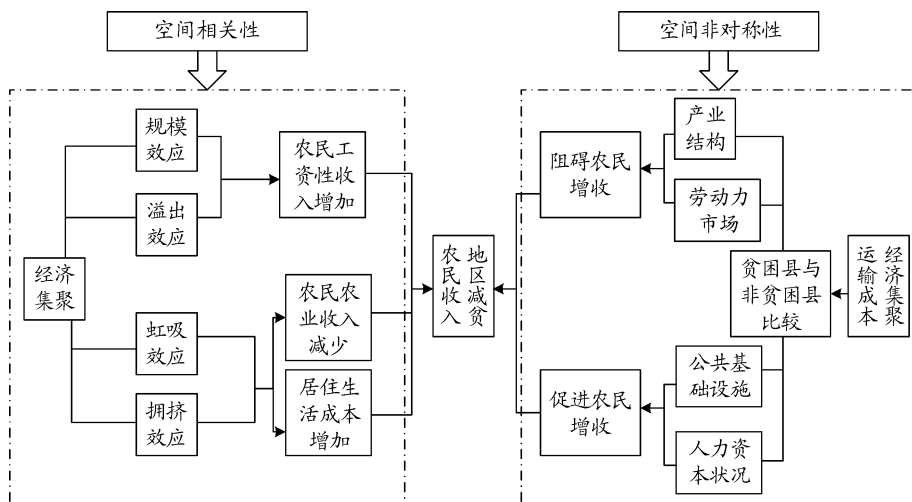 空间相关性
空间非对称性
规模
效应
溢出
效应
经济
集聚
虹吸
效应
拥挤
效应
农民工
资性收
入增加
农民农
业收入
减少
居住生
活成本
增加
农民收入
地区减贫
阻碍农民
增收
促进农民
增收
产业
结构
劳动力
市场
贫困县与
非贫困县
比较
公共基
础设施
人力资
本状况
运输成本
经济集聚